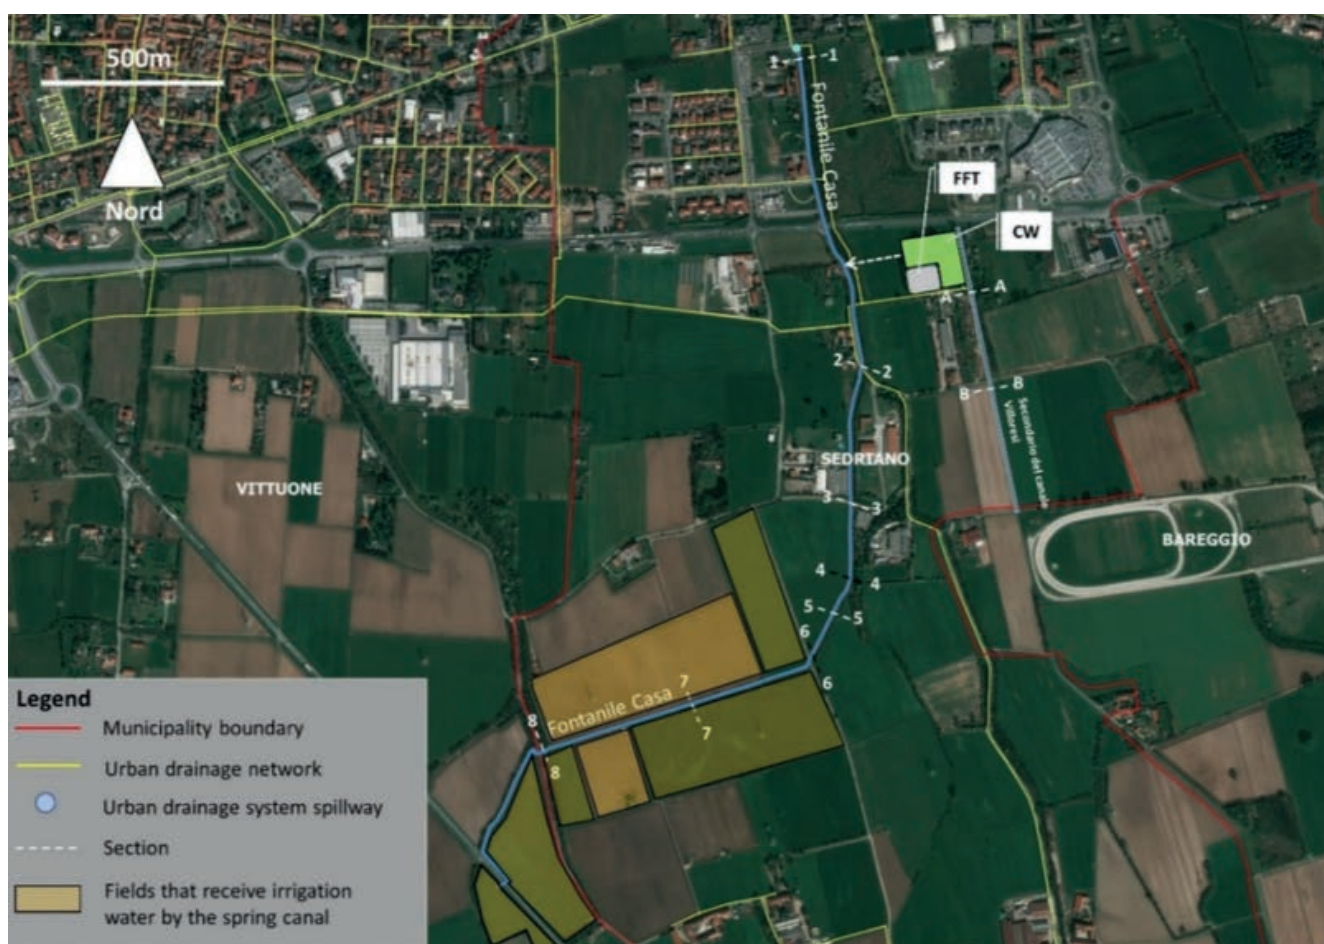 500m
Nord
1
1
Fontanile Casa
FFT
CW
A
A
2
2
B
B
Secondario del canale
Villoresi
SEDRIANO
VITTUONE
3
3
BAREGGIO
4
4
5
5
6
6
7
Fontanile Casa
7
8
8
Legend
Municipality boundary
Urban drainage network
Urban drainage system spillway
Section
Fields that receive irrigation
water by the spring canal